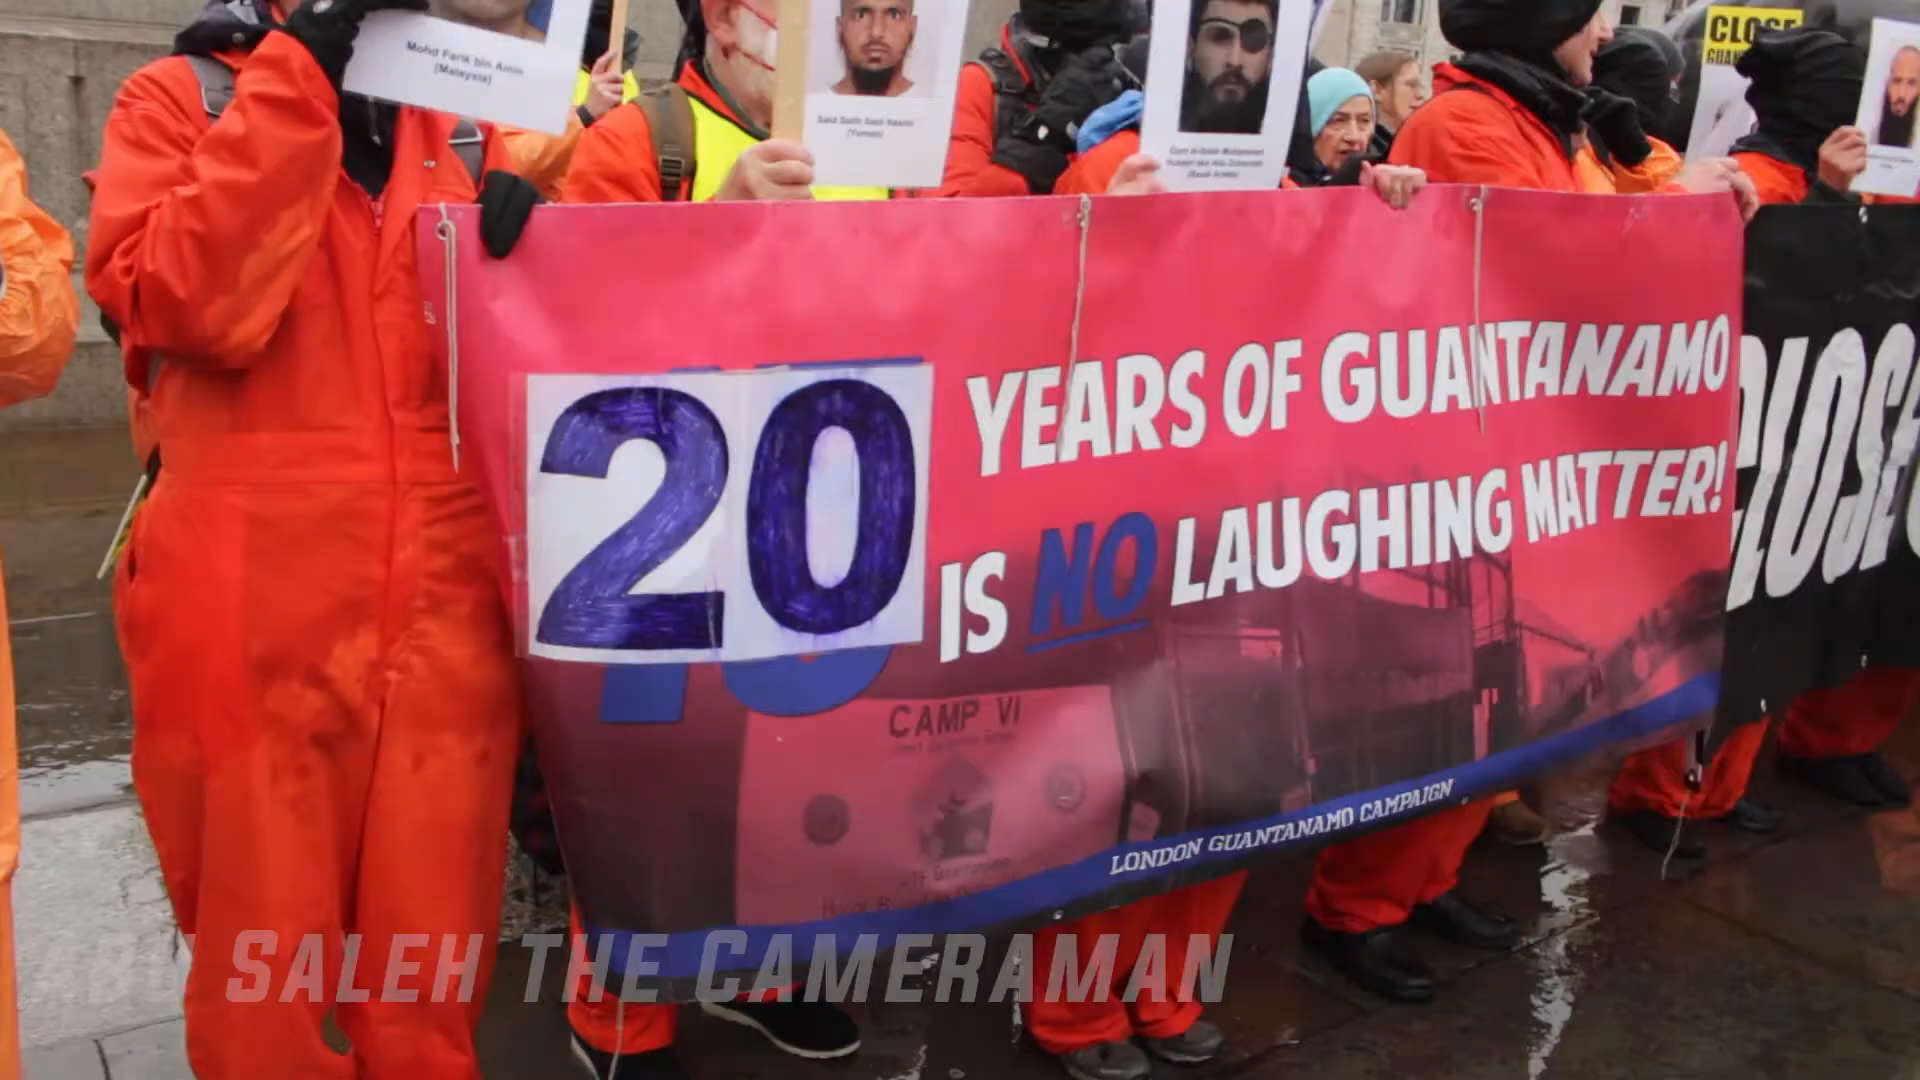 Mohd Farik bin Amin
(Malaysia)
(Yemen)
(Saudi Arabia)
CLOSE
20
YEARS OF GUANTANAMO
IS NO LAUGHING MATTER!
CLOSE
CAMP VI
LONDON GUANTANAMO CAMPAIGN
ABU SALEH THE CAMERAMAN